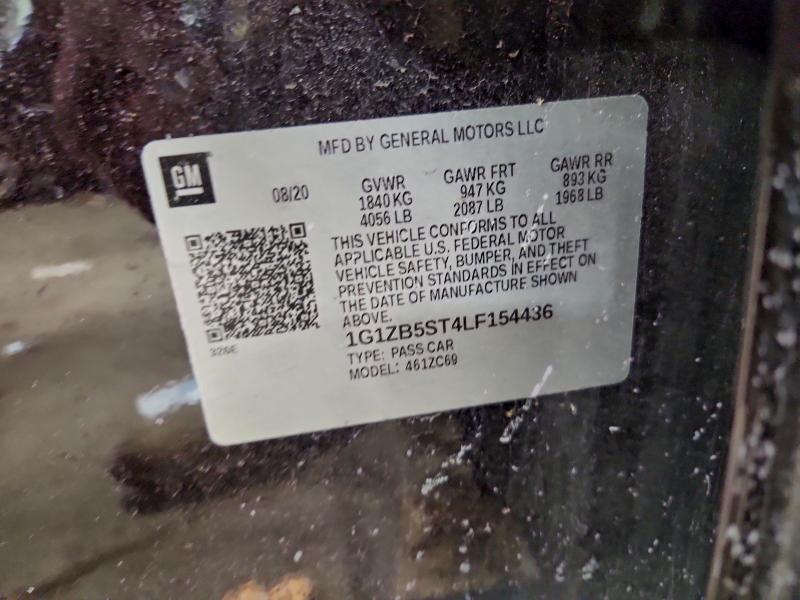 MFD BY GENERAL MOTORS LLC
GM
08/20
GVWR
1840 KG
4056 LB
GAWR FRT
947 KG
2087 LB
GAWR RR
893 KG
1968 LB
THIS VEHICLE CONFORMS TO ALL
APPLICABLE U.S. FEDERAL MOTOR
VEHICLE SAFETY, BUMPER, AND THEFT
PREVENTION STANDARDS IN EFFECT ON
THE DATE OF MANUFACTURE SHOWN
ABOVE.
1G1ZB5ST4LF154436
TYPE: PASS CAR
MODEL: 461ZC69
326E